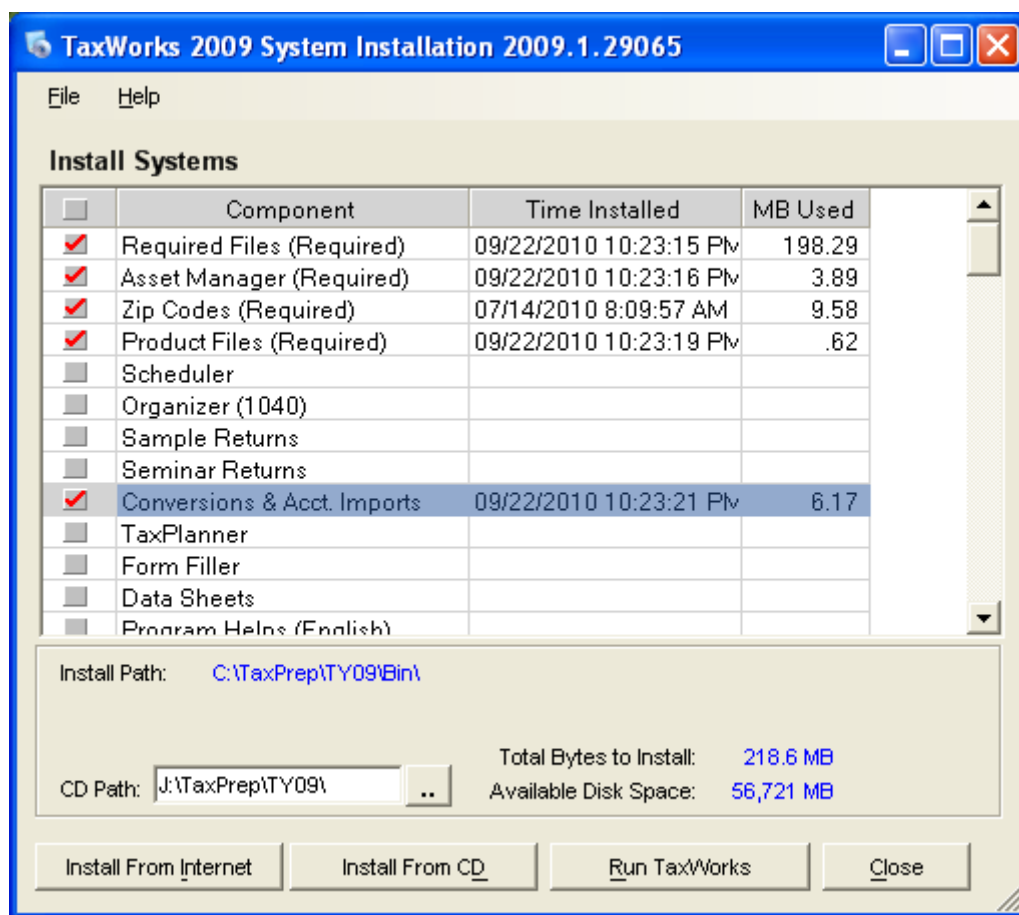 TaxWorks 2009 System Installation 2009.1.29065
File Help
Install Systems
Component Time Installed MB Used
Required Files (Required) 09/22/2010 10:23:15 PM 198.29
Asset Manager (Required) 09/22/2010 10:23:16 PM 3.89
Zip Codes (Required) 07/14/2010 8:09:57 AM 9.58
Product Files (Required) 09/22/2010 10:23:19 PM .62
Scheduler
Organizer (1040)
Sample Returns
Seminar Returns
Conversions & Acct. Imports 09/22/2010 10:23:21 PM 6.17
TaxPlanner
Form Filler
Data Sheets
Program Helps (English)
Install Path: C:\TaxPrep\TY09\Bin\
Total Bytes to Install: 218.6 MB
CD Path: J:\TaxPrep\TY09\ .. Available Disk Space: 56,721 MB
Install From Internet Install From CD Run TaxWorks Close